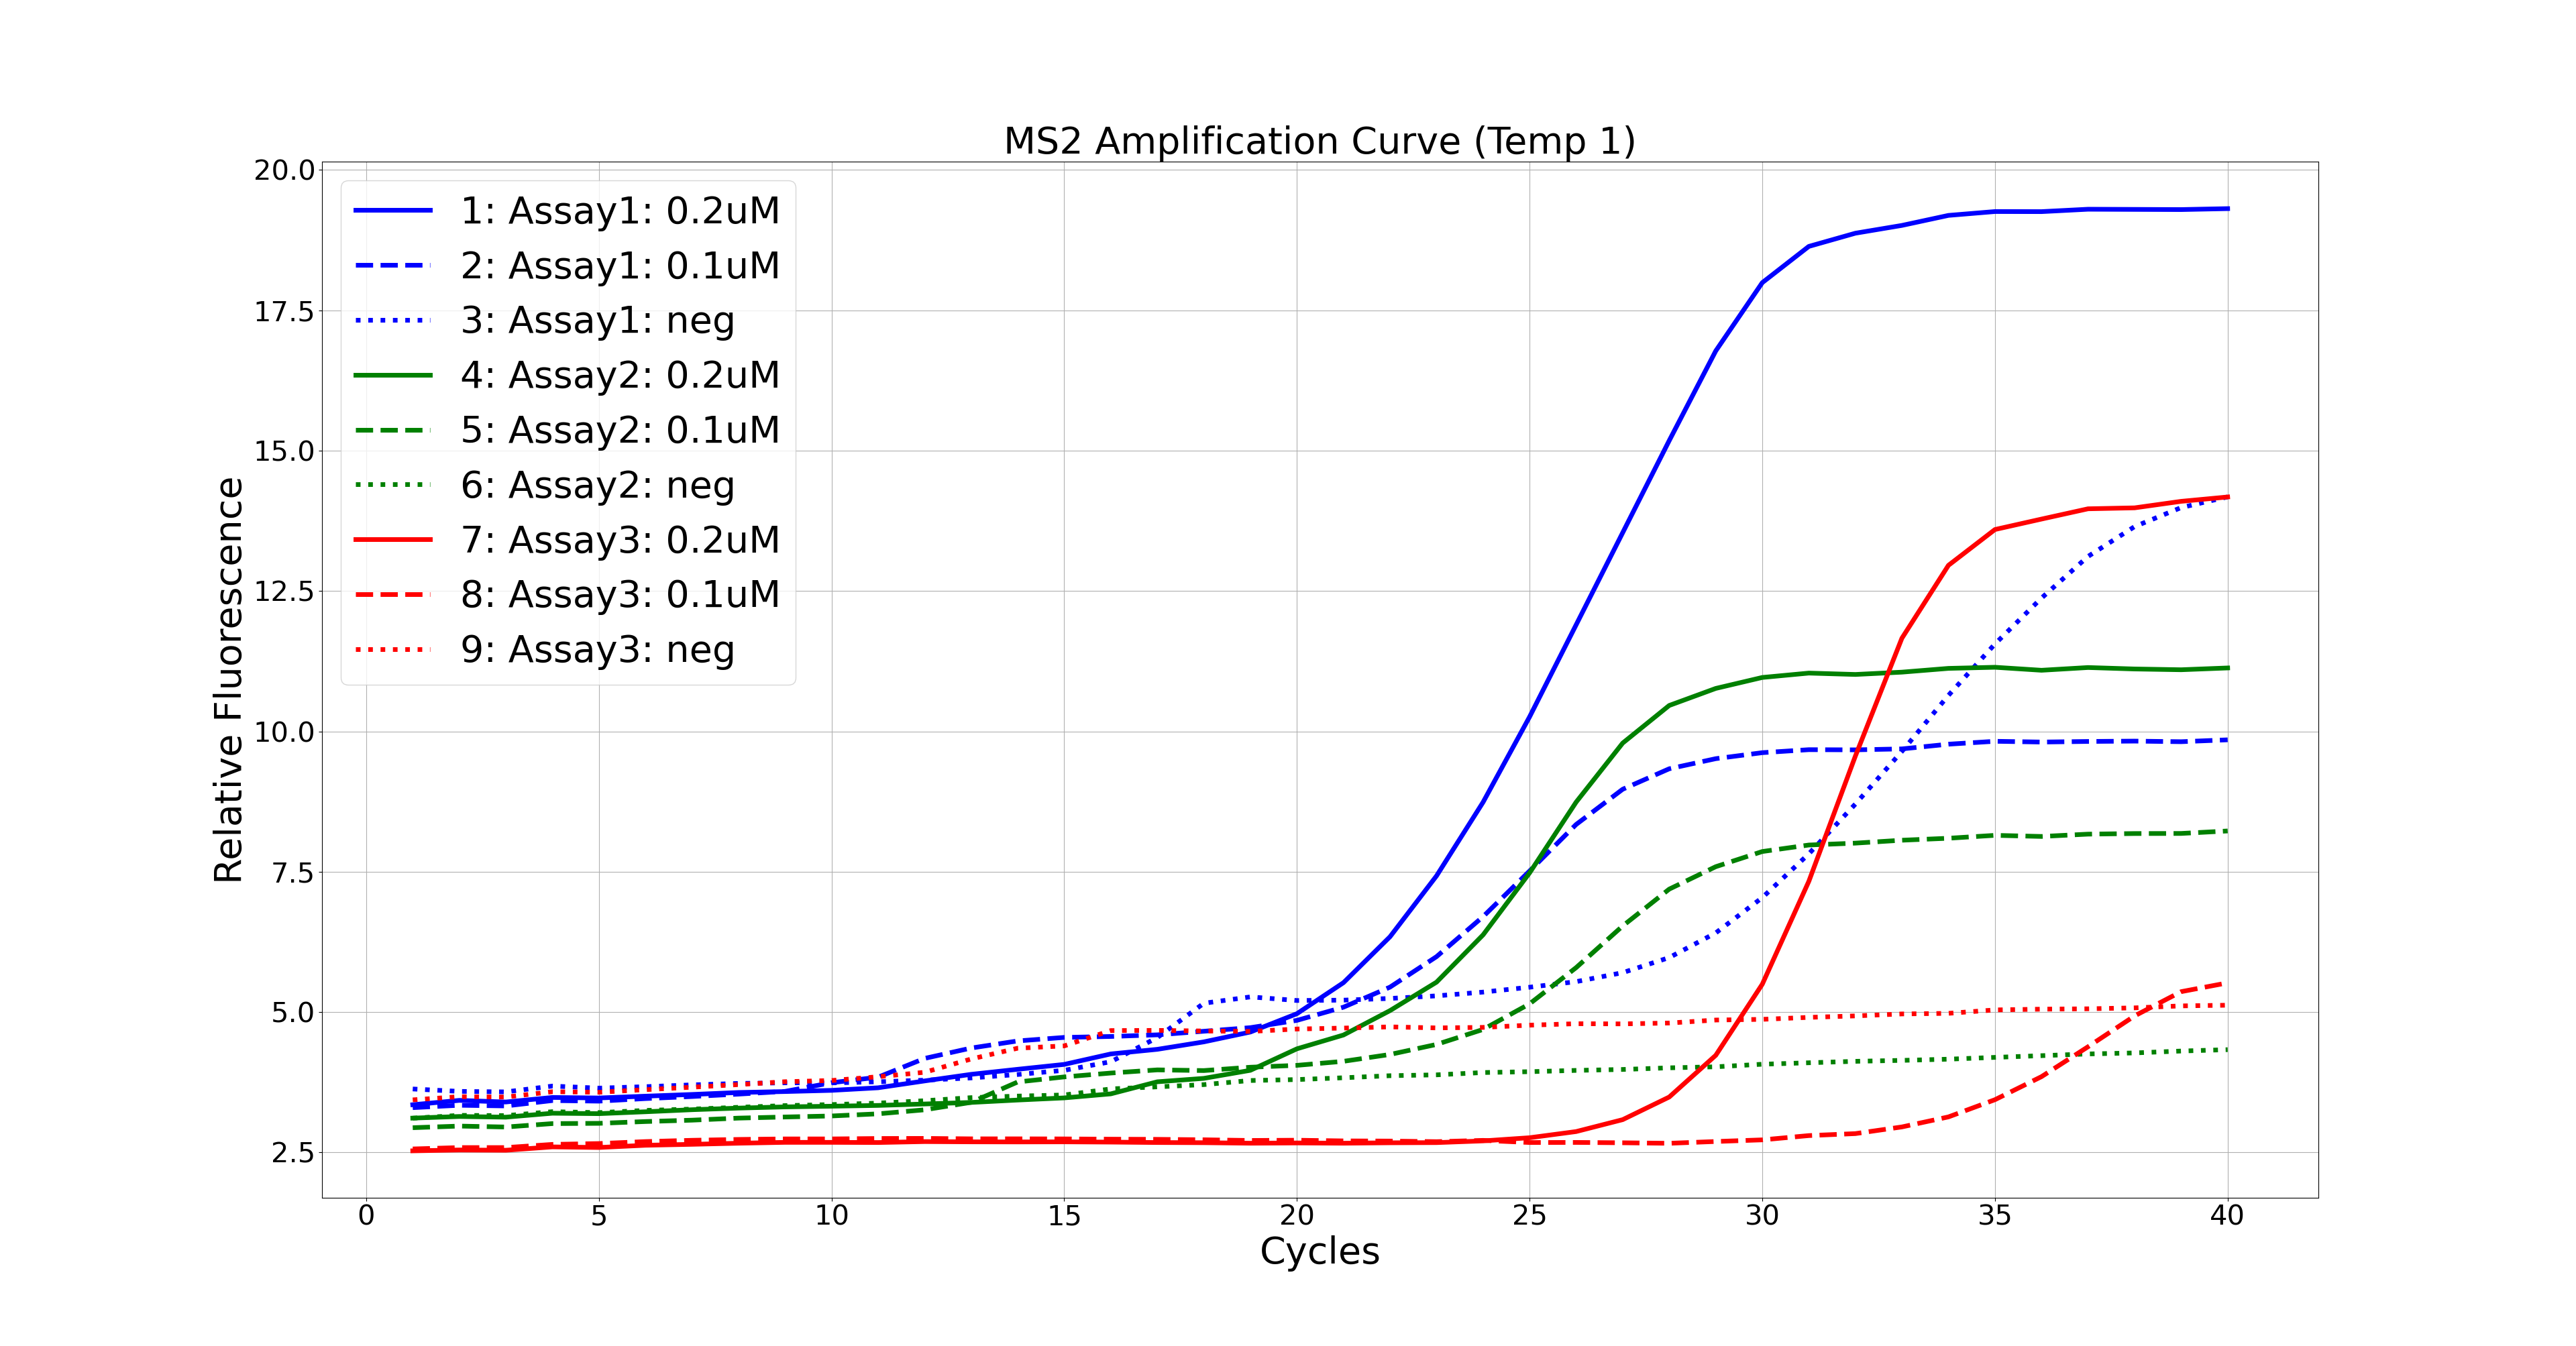 MS2 Amplification Curve (Temp 1)
20.0
17.5
15.0
12.5
10.0
7.5
5.0
2.5
Relative Fluorescence
1: Assay1: 0.2uM
2: Assay1: 0.1uM
3: Assay1: neg
4: Assay2: 0.2uM
5: Assay2: 0.1uM
6: Assay2: neg
7: Assay3: 0.2uM
8: Assay3: 0.1uM
9: Assay3: neg
0 5 10 15 20 25 30 35 40
Cycles